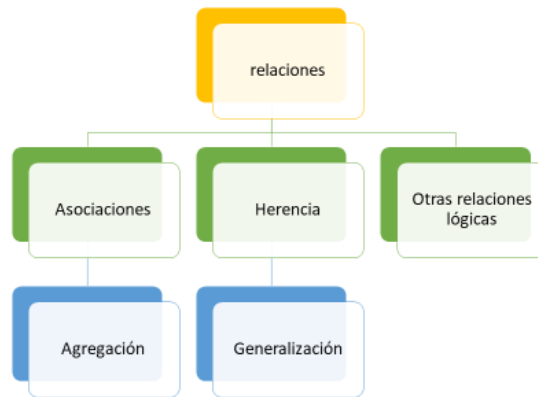 relaciones
Asociaciones
Herencia
Otras relaciones
lógicas
Agregación
Generalización